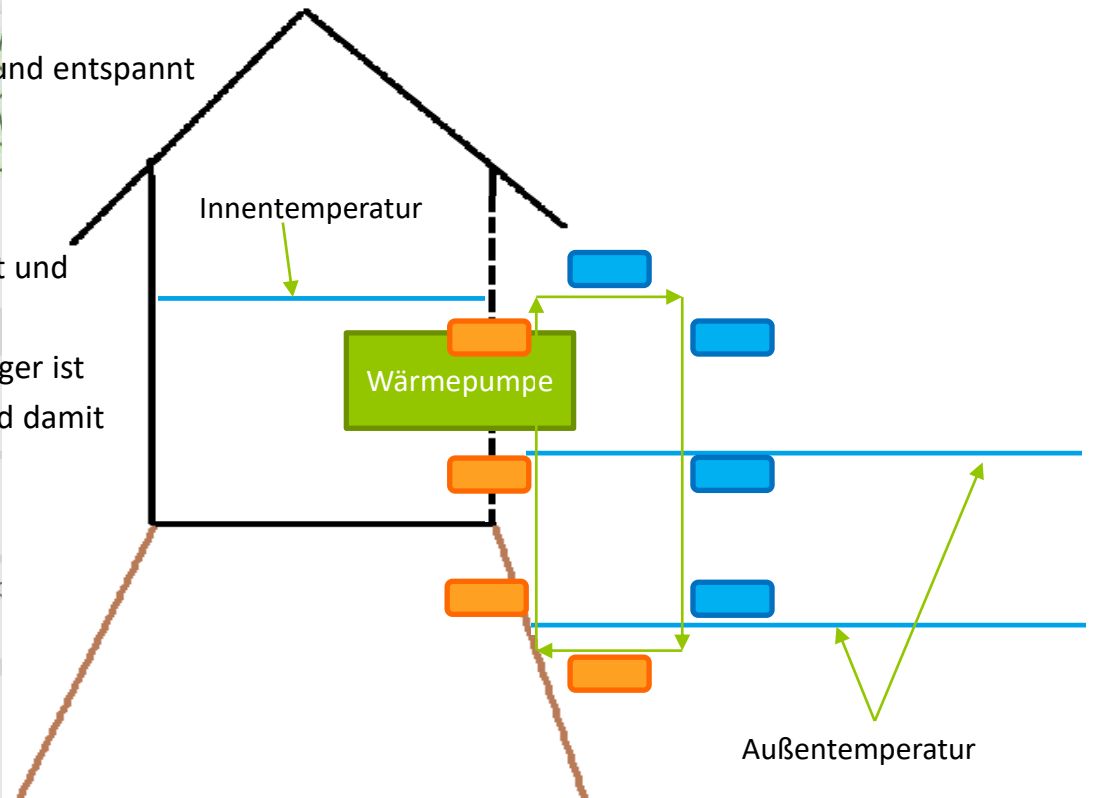 und entspannt
Innentemperatur
t und
ger ist
Wärmepumpe
d damit
Außentemperatur